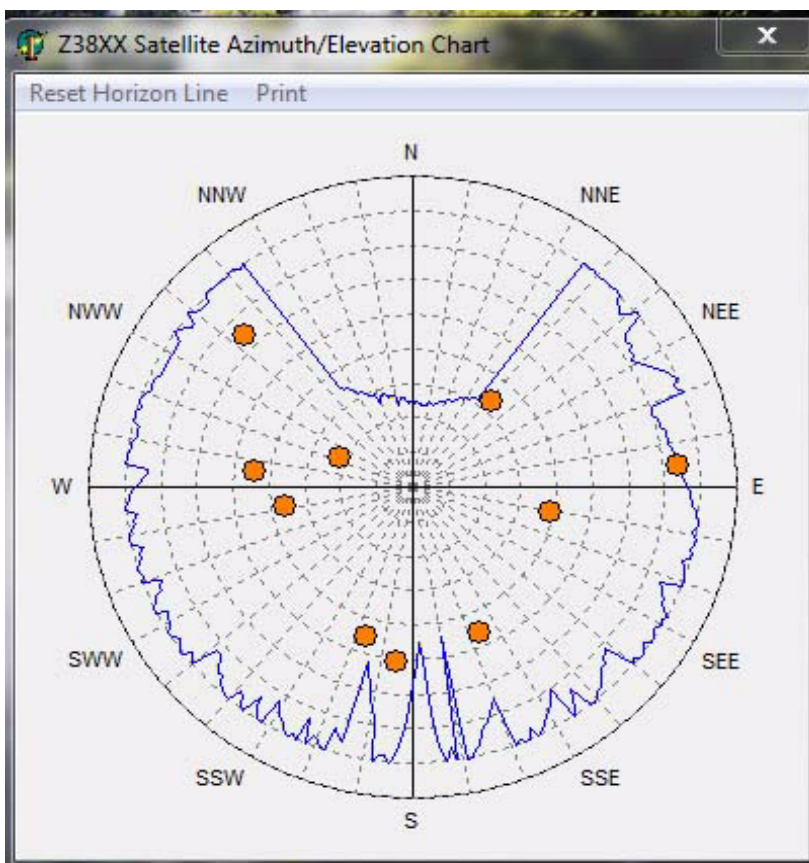 Z38XX Satellite Azimuth/Elevation Chart
X
Reset Horizon Line Print
N
NNW NNE
NWW NEE
W E
SWW SEE
SSW SSE
S